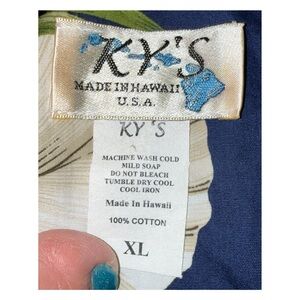 KY'S
MADE IN HAWAII
U.S.A.
KY 'S
MACHINE WASH COLD
MILD SOAP
DO NOT BLEACH
TUMBLE DRY COOL
COOL IRON
Made In Hawaii
100% COTTON
XL